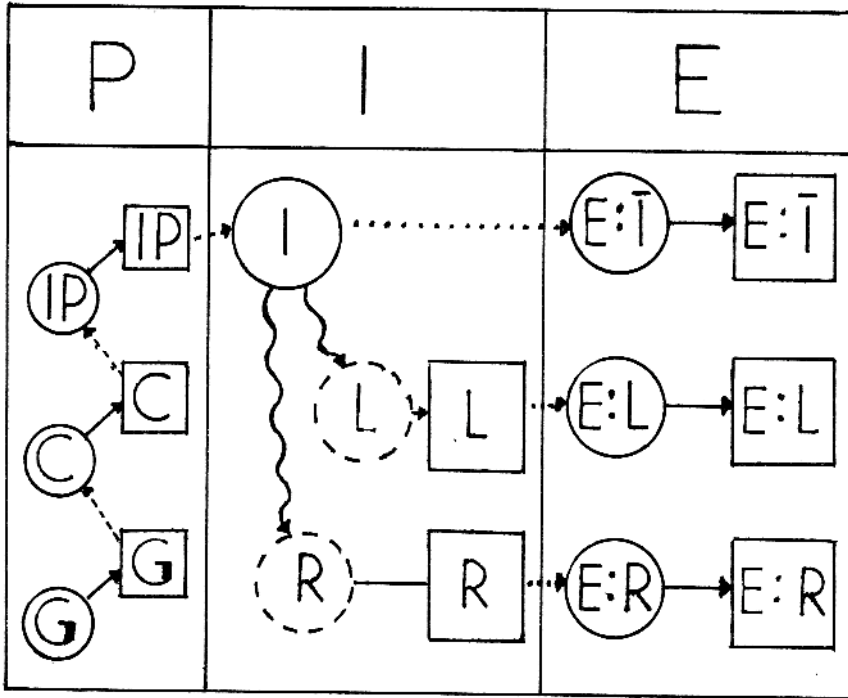 P I E
IP I E:Ī E:Ī
IP
C L L E:L E:L
C
G R R E:R E:R
G